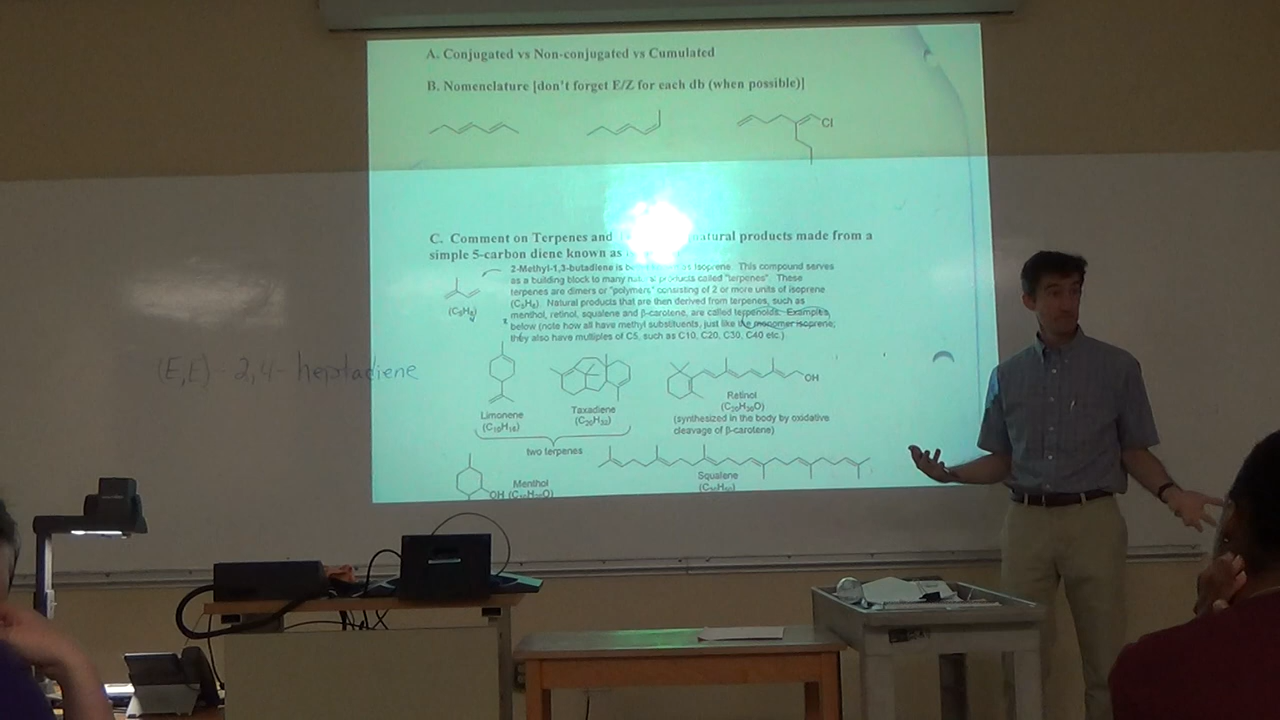 A. Conjugated vs Non-conjugated vs Cumulated
B. Nomenclature [don't forget E/Z for each db (when possible)]
Cl
C. Comment on Terpenes and natural products made from a
simple 5-carbon diene known as
2-Methyl-1,3-butadiene is as isoprene. This compound serves
as a building block to many products called "terpenes". These
terpenes are dimers or "polymers" consisting of 2 or more units of isoprene
(C5H8). Natural products that are then derived from terpenes, such as
menthol, retinol, squalene and β-carotene, are called terpenoids. Examples
below (note how all have methyl substituents, just like the monomer isoprene;
they also have multiples of C5, such as C10, C20, C30, C40 etc.)
(C5H8)
(E,E) - 2,4- heptadiene
OH
Limonene
(C10H16)
Taxadiene
(C20H32)
Retinol
(C20H30O)
(synthesized in the body by oxidative
cleavage of β-carotene)
two terpenes
Menthol
OH
Squalene